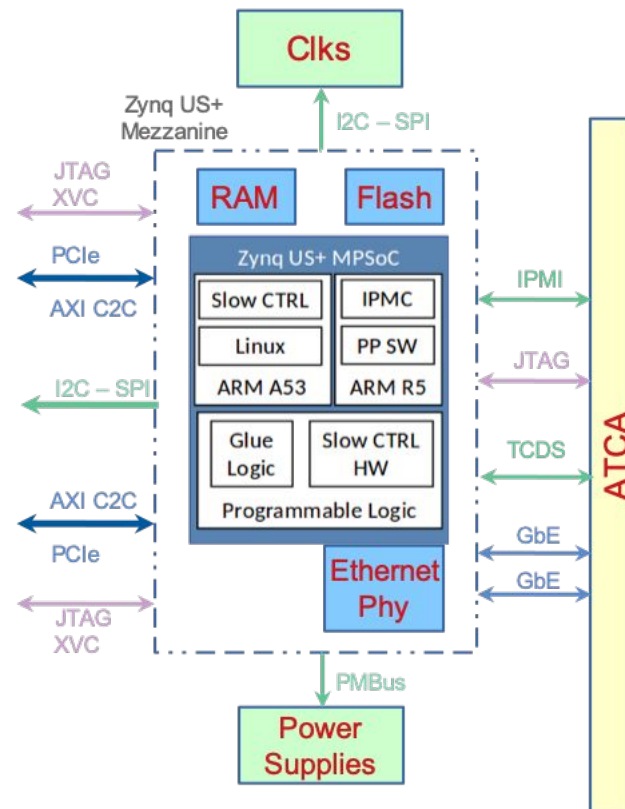 Clks
Zynq US+
Mezzanine
I2C – SPI
JTAG
XVC
RAM
Flash
PCIe
Zynq US+ MPSoC
AXI C2C
Slow CTRL
IPMC
IPMI
Linux
PP SW
JTAG
ARM A53
ARM R5
I2C – SPI
Glue
Logic
Slow CTRL
HW
TCDS
ATCA
AXI C2C
Programmable Logic
GbE
PCIe
Ethernet
Phy
GbE
JTAG
XVC
PMBus
Power
Supplies